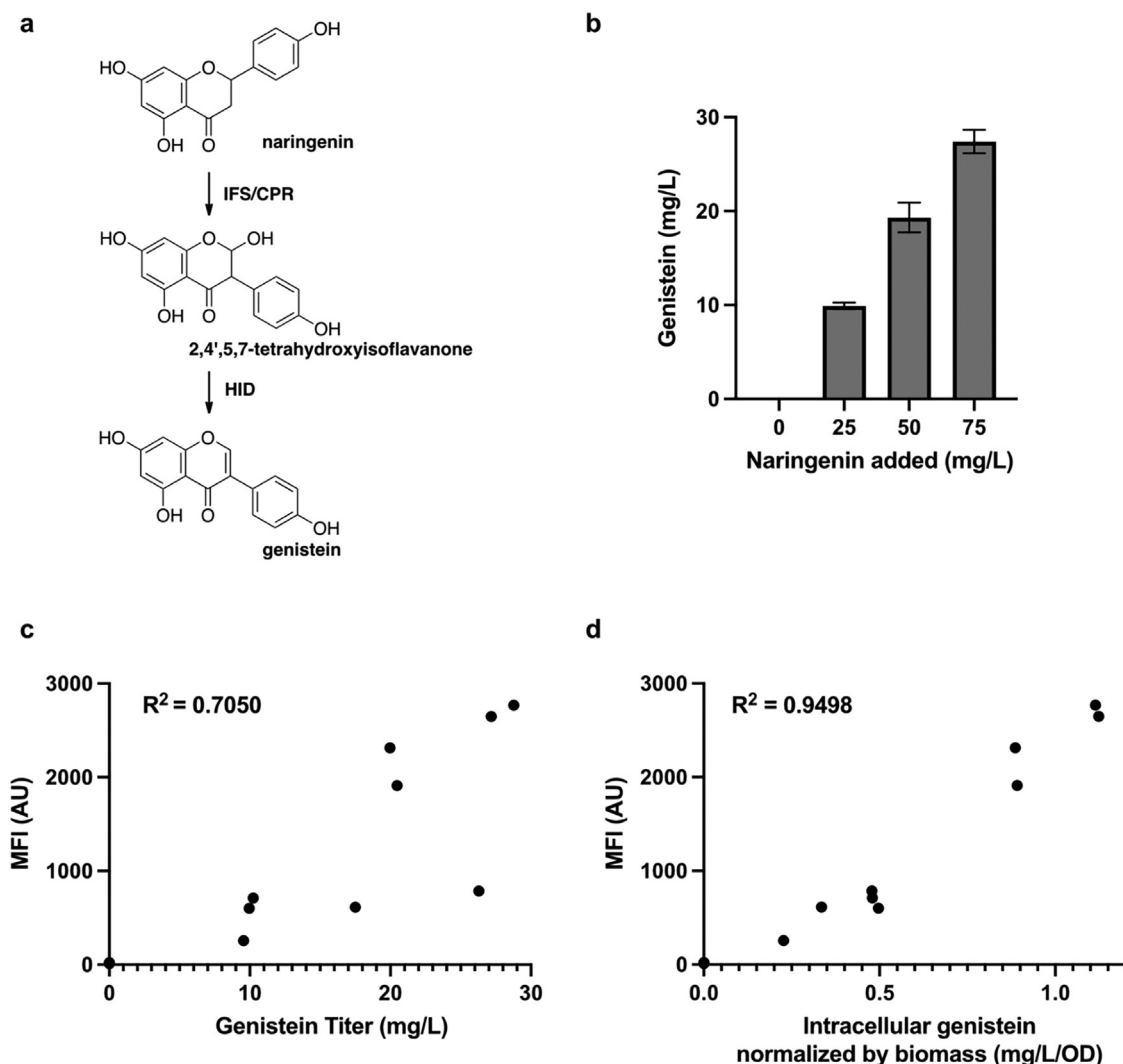 a
OH
HO
O
OH
O
naringenin
IFS/CPR
HO
O
OH
OH
O
OH
2,4',5,7-tetrahydroxyisoflavanone
HID
HO
O
OH
O
OH
genistein
b
30
20
10
0
Genistein (mg/L)
0 25 50 75
Naringenin added (mg/L)
c
R² = 0.7050
3000
2000
1000
0
MFI (AU)
0 10 20 30
Genistein Titer (mg/L)
d
R² = 0.9498
3000
2000
1000
0
MFI (AU)
0.0 0.5 1.0
Intracellular genistein
normalized by biomass (mg/L/OD)